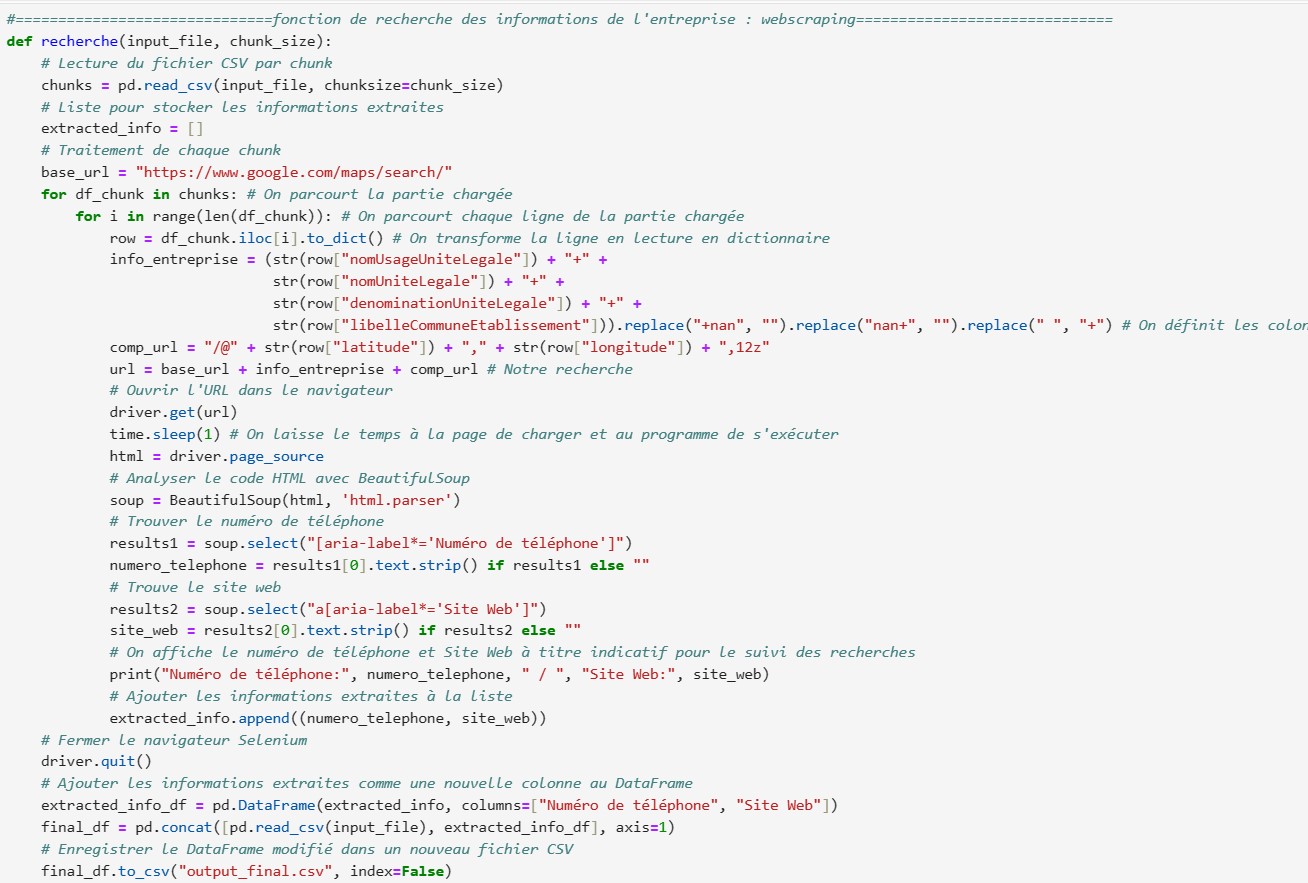 #==============================fonction de recherche des informations de l'entreprise : webscraping==============================
def recherche(input_file, chunk_size):
    # Lecture du fichier CSV par chunk
    chunks = pd.read_csv(input_file, chunksize=chunk_size)
    # Liste pour stocker les informations extraites
    extracted_info = []
    # Traitement de chaque chunk
    base_url = "https://www.google.com/maps/search/"
    for df_chunk in chunks: # On parcourt la partie chargée
        for i in range(len(df_chunk)): # On parcourt chaque ligne de la partie chargée
            row = df_chunk.iloc[i].to_dict() # On transforme la ligne en lecture en dictionnaire
            info_entreprise = (str(row["nomUsageUniteLegale"]) + "+" +
                               str(row["nomUniteLegale"]) + "+" +
                               str(row["denominationUniteLegale"]) + "+" +
                               str(row["libelleCommuneEtablissement"])).replace("+nan", "").replace("nan+", "").replace(" ", "+") # On définit les
            comp_url = "/@" + str(row["latitude"]) + "," + str(row["longitude"]) + ",12z"
            url = base_url + info_entreprise + comp_url # Notre recherche
            # Ouvrir l'URL dans le navigateur
            driver.get(url)
            time.sleep(1) # On laisse le temps à la page de charger et au programme de s'exécuter
            html = driver.page_source
            # Analyser le code HTML avec BeautifulSoup
            soup = BeautifulSoup(html, 'html.parser')
            # Trouver le numéro de téléphone
            results1 = soup.select("[aria-label*='Numéro de téléphone']")
            numero_telephone = results1[0].text.strip() if results1 else ""
            # Trouve le site web
            results2 = soup.select("a[aria-label*='Site Web']")
            site_web = results2[0].text.strip() if results2 else ""
            # On affiche le numéro de téléphone et Site Web à titre indicatif pour le suivi des recherches
            print("Numéro de téléphone:", numero_telephone, " / ", "Site Web:", site_web)
            # Ajouter les informations extraites à la liste
            extracted_info.append((numero_telephone, site_web))
    # Fermer le navigateur Selenium
    driver.quit()
    # Ajouter les informations extraites comme une nouvelle colonne au DataFrame
    extracted_info_df = pd.DataFrame(extracted_info, columns=["Numéro de téléphone", "Site Web"])
    final_df = pd.concat([pd.read_csv(input_file), extracted_info_df], axis=1)
    # Enregistrer le DataFrame modifié dans un nouveau fichier CSV
    final_df.to_csv("output_final.csv", index=False)